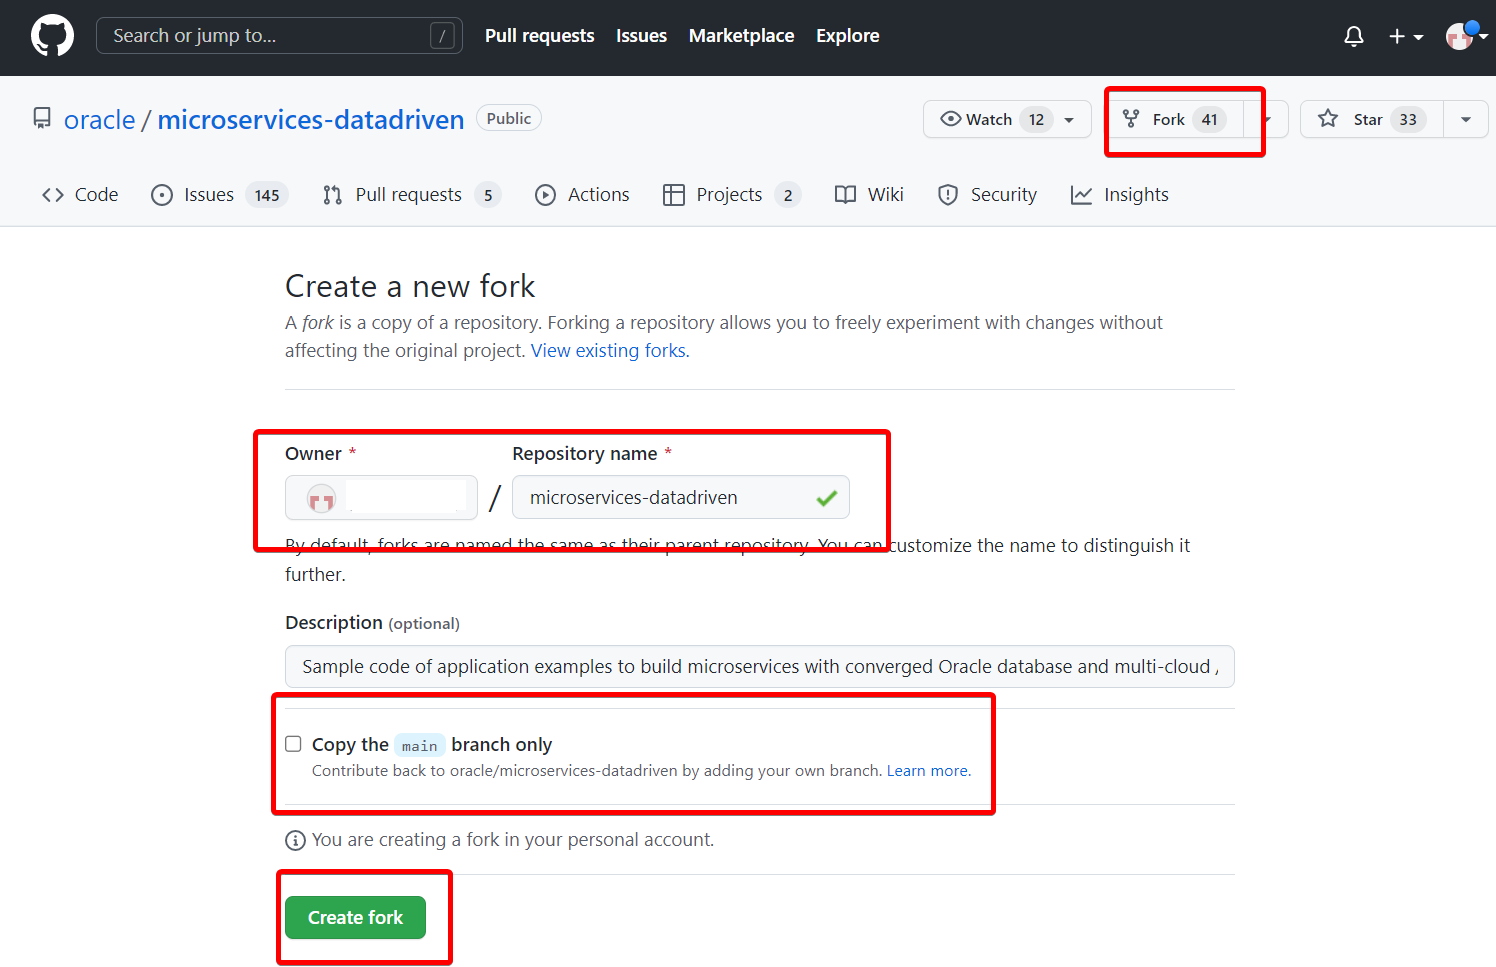 Search or jump to... /
Pull requests Issues Marketplace Explore
oracle / microservices-datadriven Public
Watch 12 Fork 41 Star 33
Code Issues 145 Pull requests 5 Actions Projects 2 Wiki Security Insights
Create a new fork
A fork is a copy of a repository. Forking a repository allows you to freely experiment with changes without
affecting the original project. View existing forks.
Owner * Repository name *
/ microservices-datadriven
By default, forks are named the same as their parent repository. You can customize the name to distinguish it
further.
Description (optional)
Sample code of application examples to build microservices with converged Oracle database and multi-cloud /
Copy the main branch only
Contribute back to oracle/microservices-datadriven by adding your own branch. Learn more.
You are creating a fork in your personal account.
Create fork